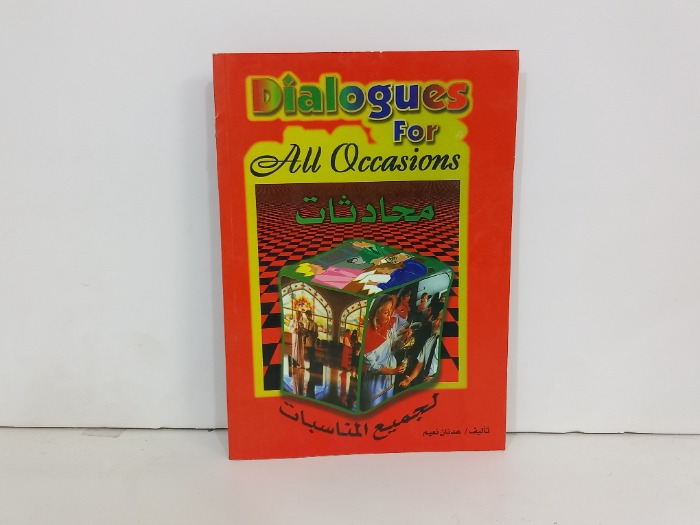 Dialogues
For
All Occasions
محادثات
لجميع المناسبات
تأليف/ عدنان نعيم